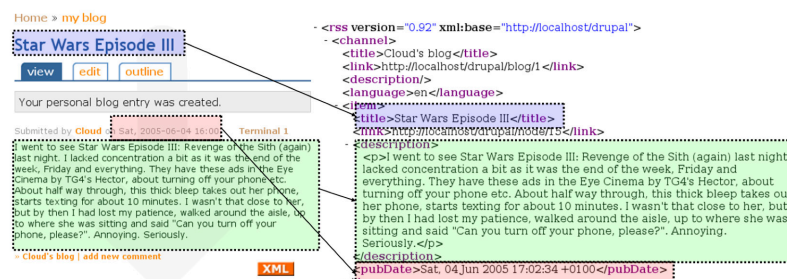 Home » my blog
Star Wars Episode III
view edit outline
Your personal blog entry was created.
Submitted by Cloud on Sat, 2005-06-04 16:00 Terminal 1
I went to see Star Wars Episode III: Revenge of the Sith (again)
last night. I lacked concentration a bit as it was the end of the
week, Friday and everything. They have these ads in the Eye
Cinema by TG4's Hector, about turning off your phone etc.
About half way through, this thick bleep takes out her phone,
starts texting for about 10 minutes. I wasn't that close to her,
but by then I had lost my patience, walked around the aisle, up
to where she was sitting and said "Can you turn off your
phone, please?". Annoying. Seriously.
» Cloud's blog | add new comment
XML
- <rss version="0.92" xml:base="http://localhost/drupal">
- <channel>
<title>Cloud's blog</title>
<link>http://localhost/drupal/blog/1</link>
<description/>
<language>en</language>
- <item>
<title>Star Wars Episode III</title>
<link>http://localhost/drupal/node/15</link>
- <description>
<p>I went to see Star Wars Episode III: Revenge of the Sith (again) last night
lacked concentration a bit as it was the end of the week, Friday and
everything. They have these ads in the Eye Cinema by TG4's Hector, about
turning off your phone etc. About half way through, this thick bleep takes ou
her phone, starts texting for about 10 minutes. I wasn't that close to her, but
by then I had lost my patience, walked around the aisle, up to where she was
sitting and said "Can you turn off your phone, please?". Annoying.
Seriously.</p>
</description>
<pubDate>Sat, 04 Jun 2005 17:02:34 +0100</pubDate>